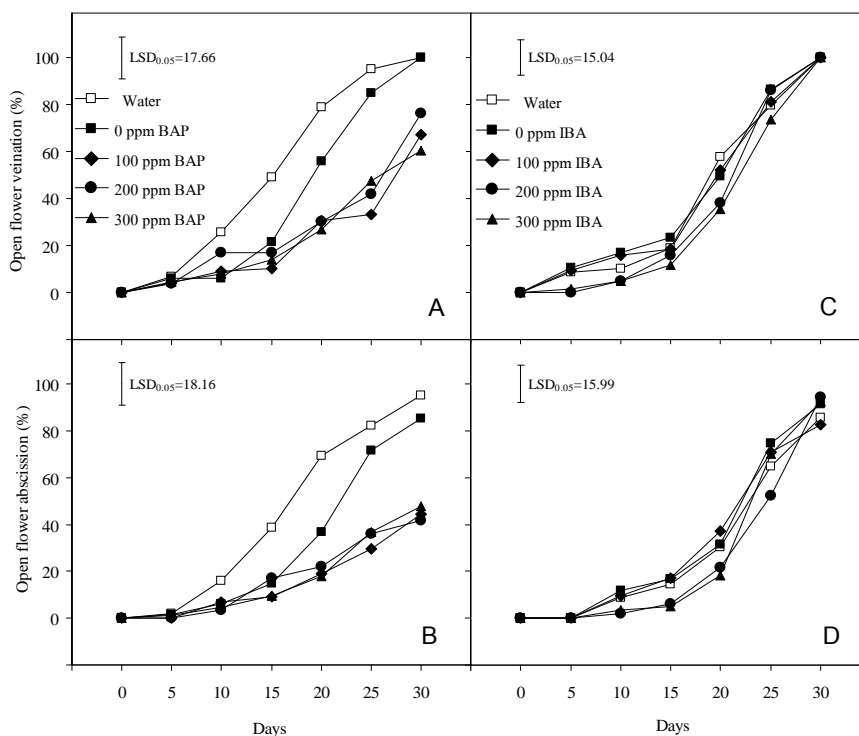 LSD0.05=17.66
Water
0 ppm BAP
100 ppm BAP
200 ppm BAP
300 ppm BAP
Open flower veination (%)
100
80
60
40
20
0
A
LSD0.05=15.04
Water
0 ppm IBA
100 ppm IBA
200 ppm IBA
300 ppm IBA
C
LSD0.05=18.16
Open flower abscission (%)
100
80
60
40
20
0
B
LSD0.05=15.99
D
0 5 10 15 20 25 30
Days
0 5 10 15 20 25 30
Days